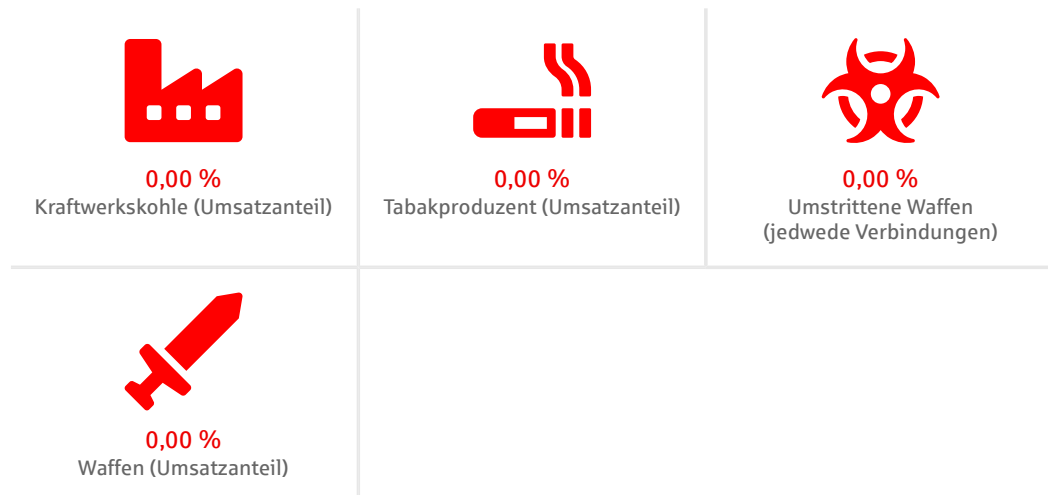 0,00 %
Kraftwerkskohle (Umsatzanteil)
0,00 %
Tabakproduzent (Umsatzanteil)
0,00 %
Umstrittene Waffen
(jedwede Verbindungen)
0,00 %
Waffen (Umsatzanteil)